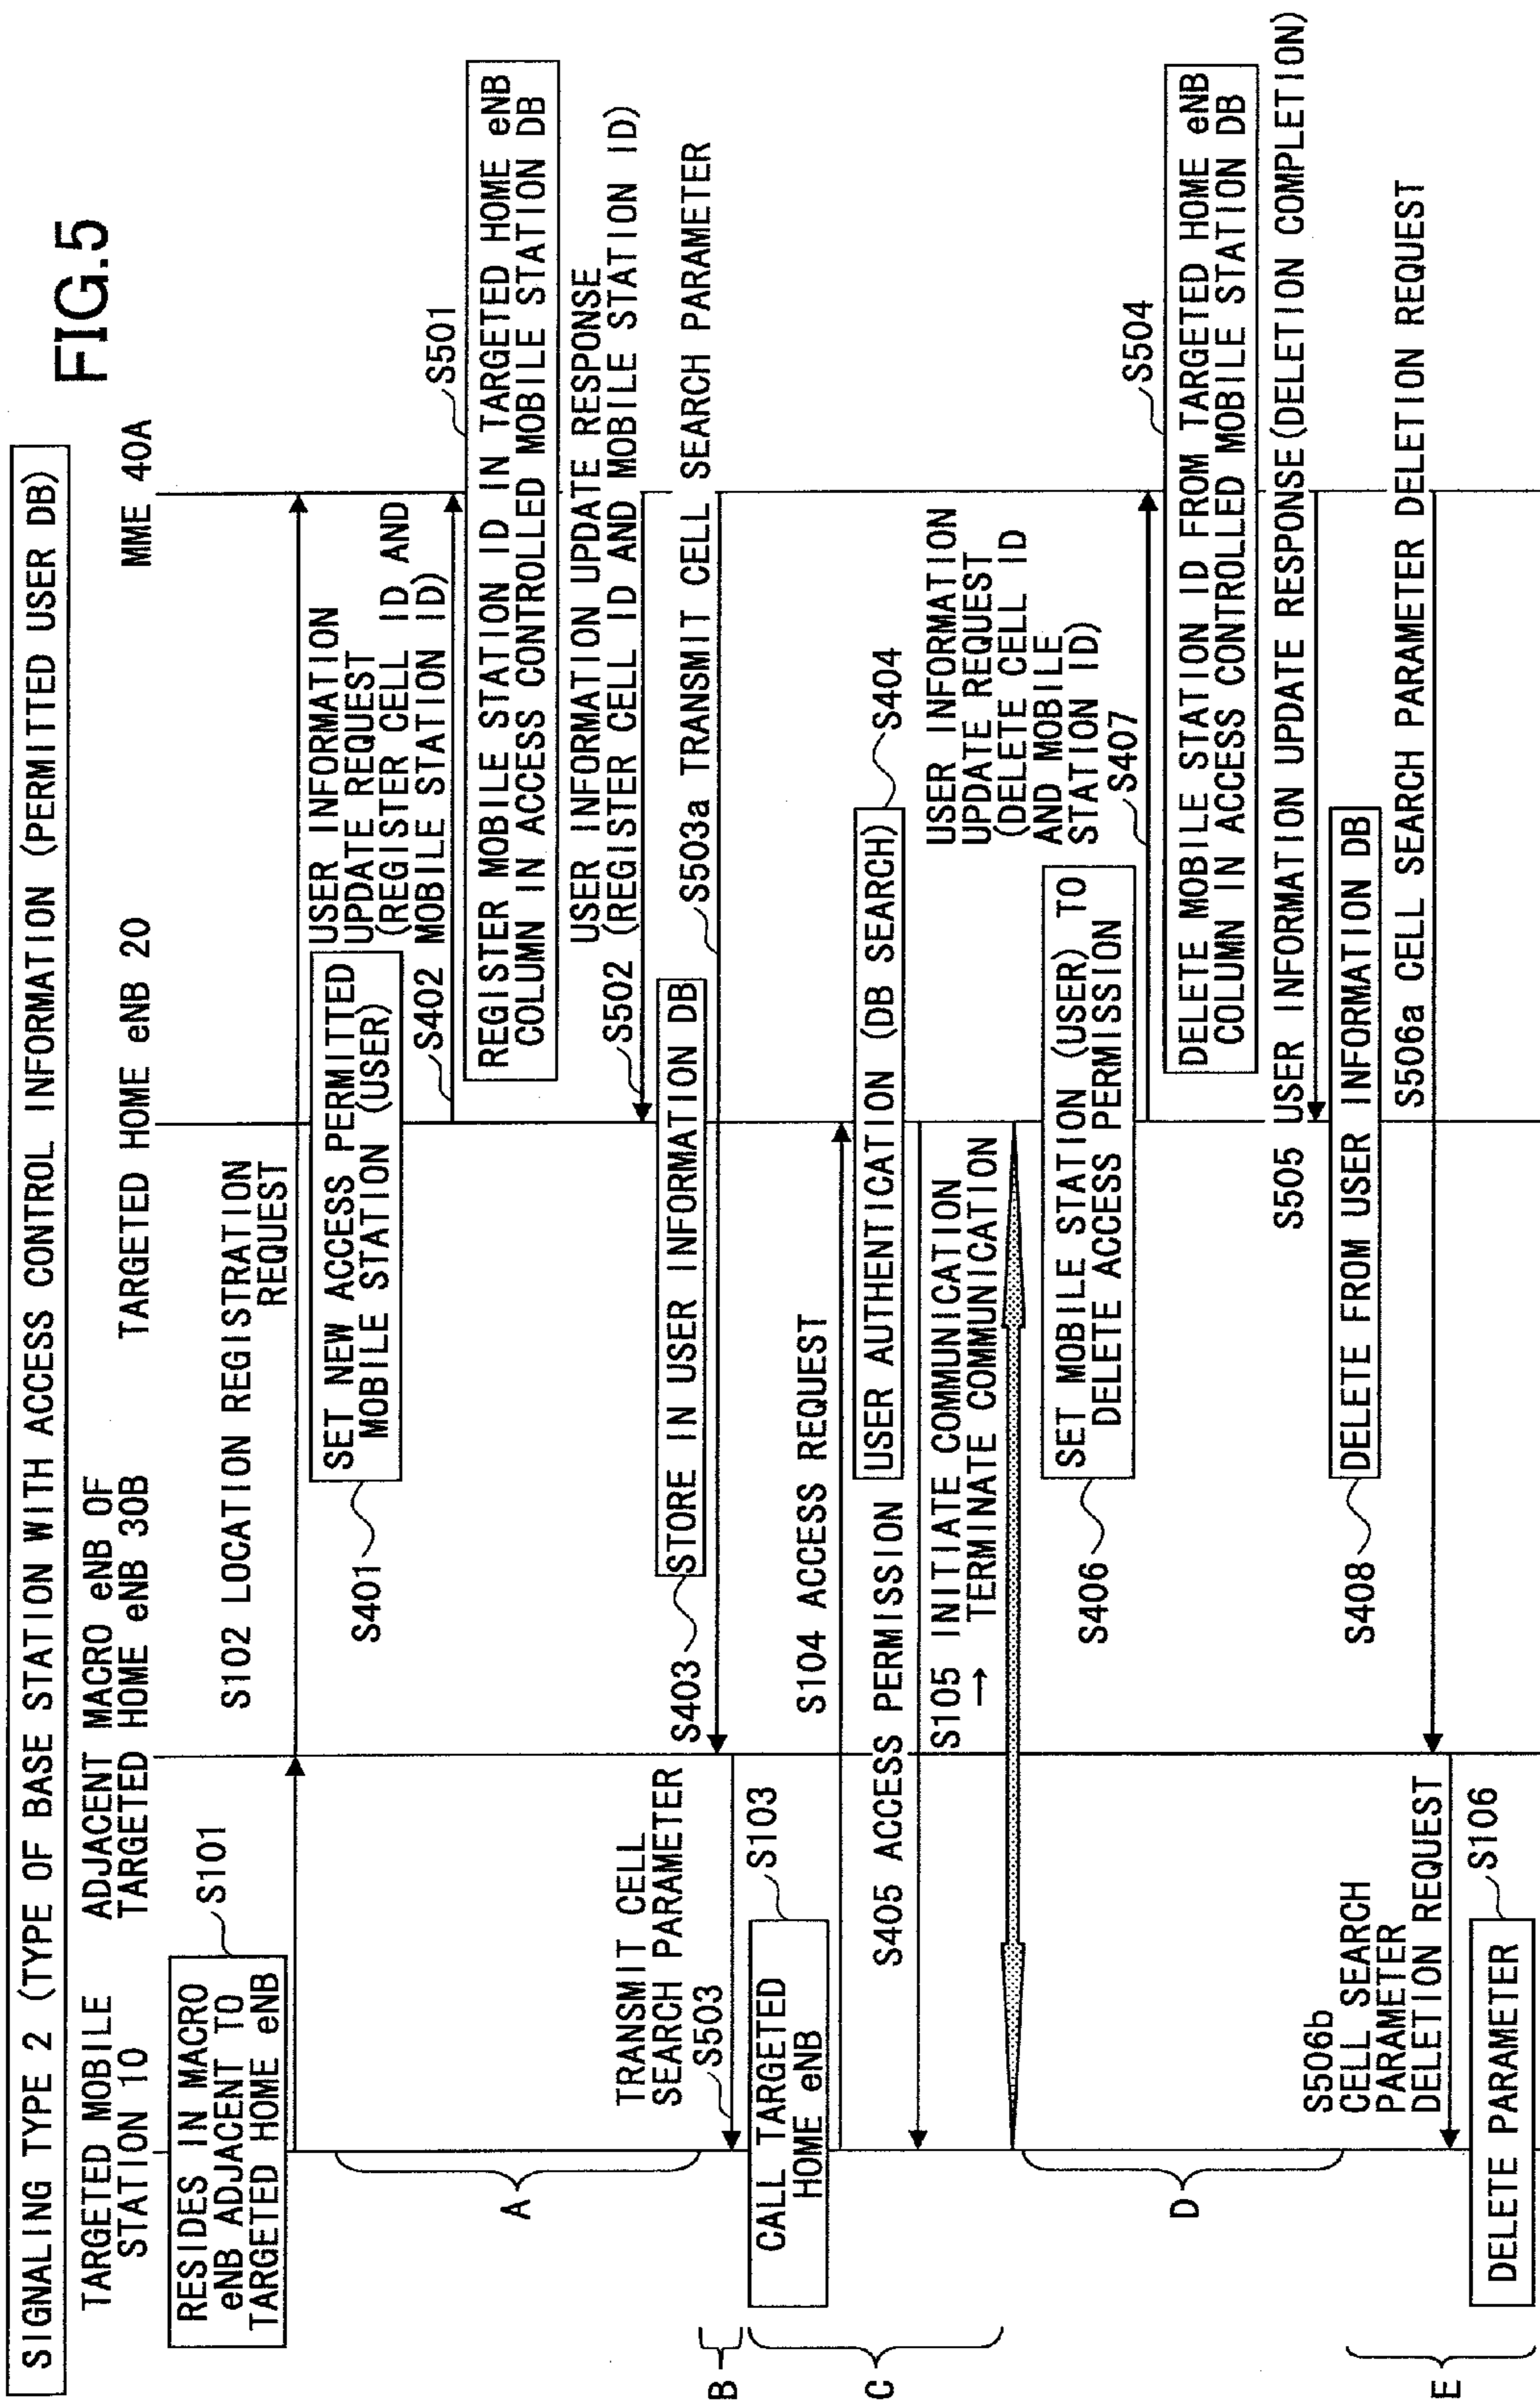 FIG.5
SIGNALING TYPE 2 (TYPE OF BASE STATION WITH ACCESS CONTROL INFORMATION (PERMITTED USER DB)
TARGETED MOBILE
STATION 10
ADJACENT MACRO eNB OF
TARGETED HOME eNB 30B
TARGETED HOME eNB 20
MME 40A
RESIDES IN MACRO
eNB ADJACENT TO
TARGETED HOME eNB
S101
S102 LOCATION REGISTRATION
REQUEST
S401
SET NEW ACCESS PERMITTED
MOBILE STATION (USER)
USER INFORMATION
UPDATE REQUEST
(REGISTER CELL ID AND
S402 MOBILE STATION ID)
S501
REGISTER MOBILE STATION ID IN TARGETED HOME eNB
COLUMN IN ACCESS CONTROLLED MOBILE STATION DB
USER INFORMATION UPDATE RESPONSE
S502 (REGISTER CELL ID AND MOBILE STATION ID)
A
S403
STORE IN USER INFORMATION DB
S503a TRANSMIT CELL SEARCH PARAMETER
TRANSMIT CELL
SEARCH PARAMETER
S503
B
CALL TARGETED
HOME eNB
S103
S104 ACCESS REQUEST
USER AUTHENTICATION (DB SEARCH)
S404
C
S405 ACCESS PERMISSION
S105 INITIATE COMMUNICATION
→ TERMINATE COMMUNICATION
S406
SET MOBILE STATION (USER) TO
DELETE ACCESS PERMISSION
USER INFORMATION
UPDATE REQUEST
(DELETE CELL ID
AND MOBILE
STATION ID)
S407
S504
DELETE MOBILE STATION ID FROM TARGETED HOME eNB
COLUMN IN ACCESS CONTROLLED MOBILE STATION DB
D
S505 USER INFORMATION UPDATE RESPONSE(DELETION COMPLETION)
S408
DELETE FROM USER INFORMATION DB
S506a CELL SEARCH PARAMETER DELETION REQUEST
S506b
CELL SEARCH
PARAMETER
DELETION REQUEST
E
DELETE PARAMETER
S106